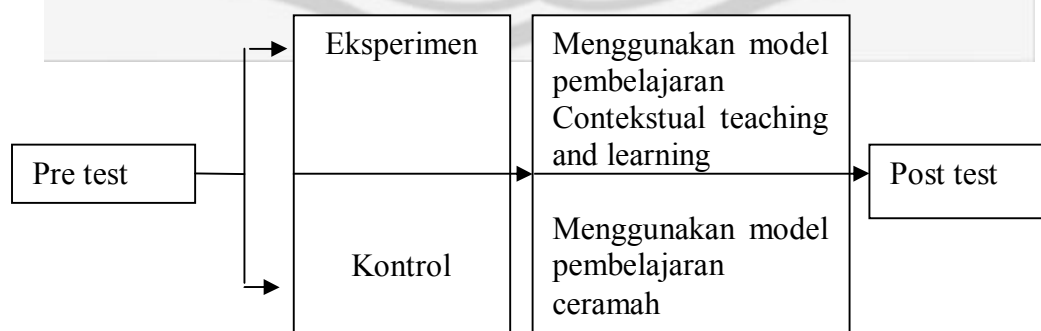 Pre test
Eksperimen
Kontrol
Menggunakan model
pembelajaran
Contekstual teaching
and learning
Menggunakan model
pembelajaran
ceramah
Post test